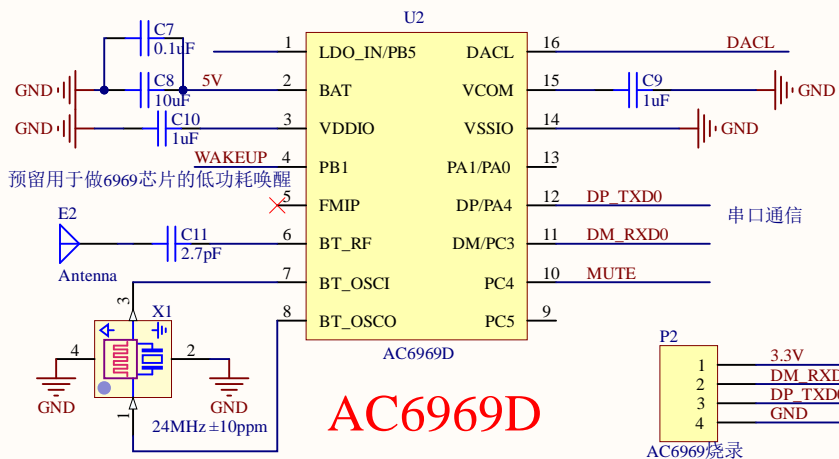 U2
C7
0.1uF
1
LDO_IN/PB5
DACL
16
DACL
GND
C8
10uF
5V
2
BAT
VCOM
15
C9
1uF
GND
GND
C10
1uF
3
VDDIO
VSSIO
14
GND
WAKEUP
4
PB1
PA1/PA0
13
预留用于做6969芯片的低功耗唤醒
5
FMIP
DP/PA4
12
DP_TXD0
串口通信
E2
Antenna
C11
2.7pF
6
BT_RF
DM/PC3
11
DM_RXD0
7
BT_OSCI
PC4
10
MUTE
8
BT_OSCO
PC5
9
AC6969D
3
X1
4
2
GND
GND
1
24MHz ±10ppm
AC6969D
P2
1
3.3V
2
DM_RXD
3
DP_TXD0
4
GND
AC6969烧录